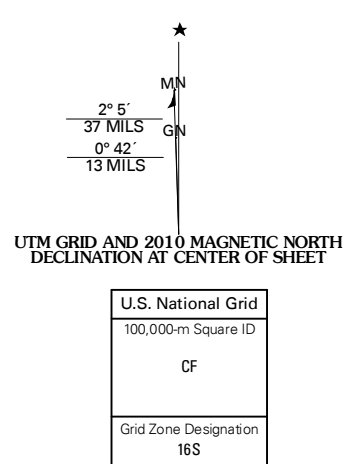 MN
2° 5´
37 MILS
GN
0° 42´
13 MILS
UTM GRID AND 2010 MAGNETIC NORTH
DECLINATION AT CENTER OF SHEET
U.S. National Grid
100,000-m Square ID
CF
Grid Zone Designation
16S